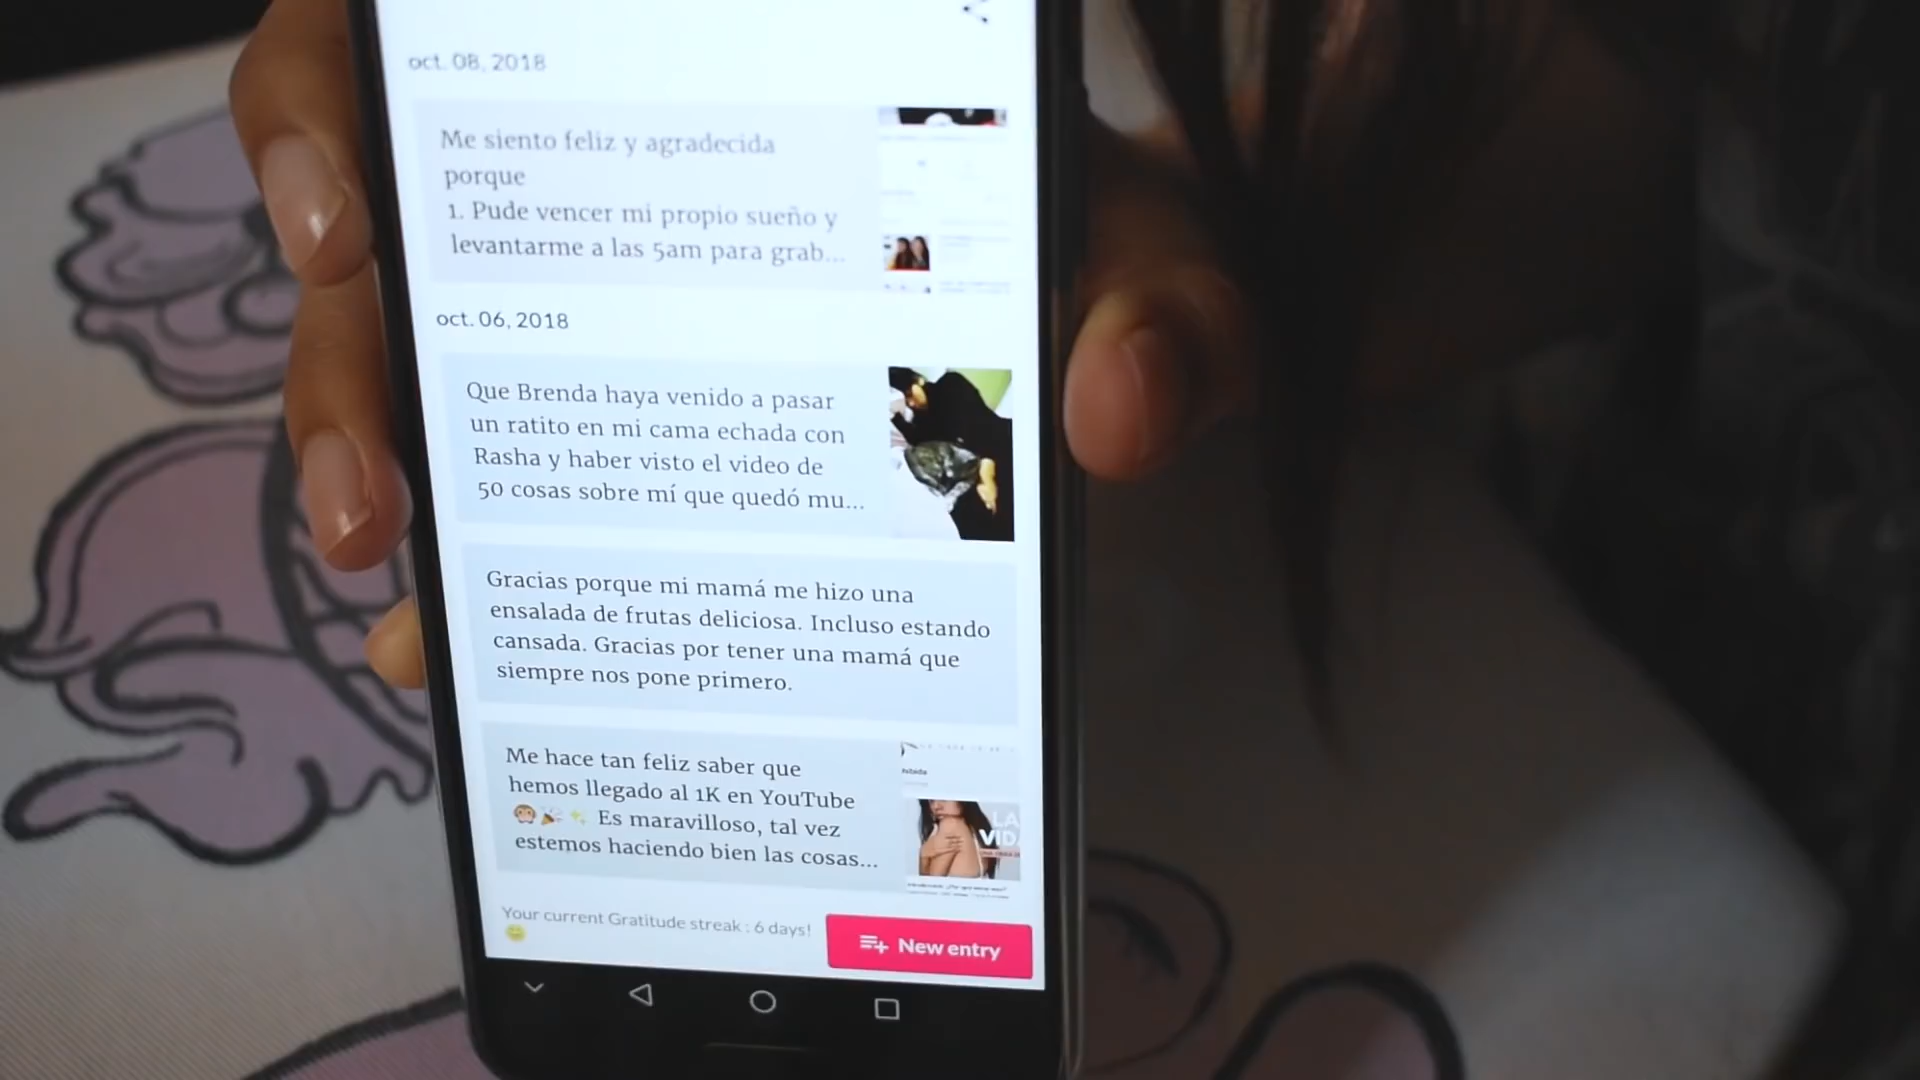 oct. 08, 2018
Me siento feliz y agradecida
porque
1. Pude vencer mi propio sueño y
levantarme a las 5am para grab...
oct. 06, 2018
Que Brenda haya venido a pasar
un ratito en mi cama echada con
Rasha y haber visto el video de
50 cosas sobre mí que quedó mu...
Gracias porque mi mamá me hizo una
ensalada de frutas deliciosa. Incluso estando
cansada. Gracias por tener una mamá que
siempre nos pone primero.
Me hace tan feliz saber que
hemos llegado al 1K en YouTube
🙊🎉✨ Es maravilloso, tal vez
estemos haciendo bien las cosas...
LA
VID
Your current Gratitude streak : 6 days!
😊
New entry